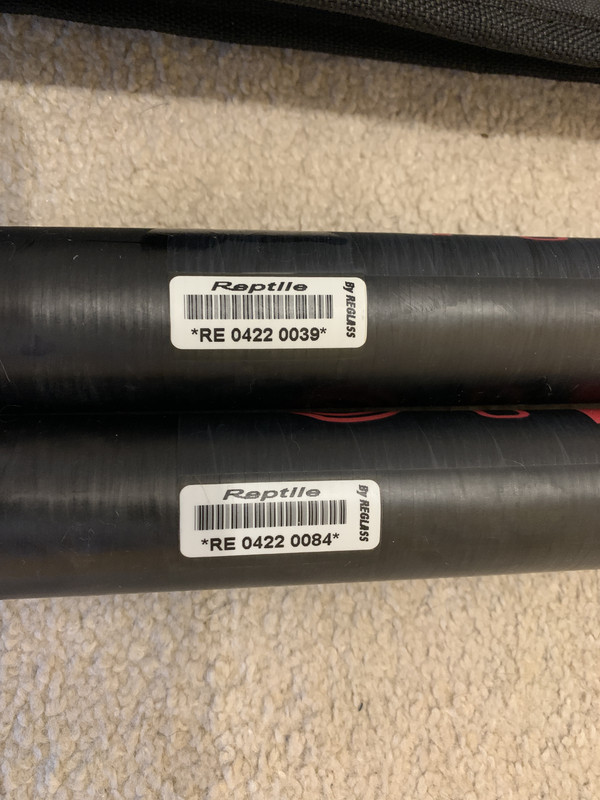 Reptile
By REGLASS
*RE 0422 0039*
Reptile
By REGLASS
*RE 0422 0084*